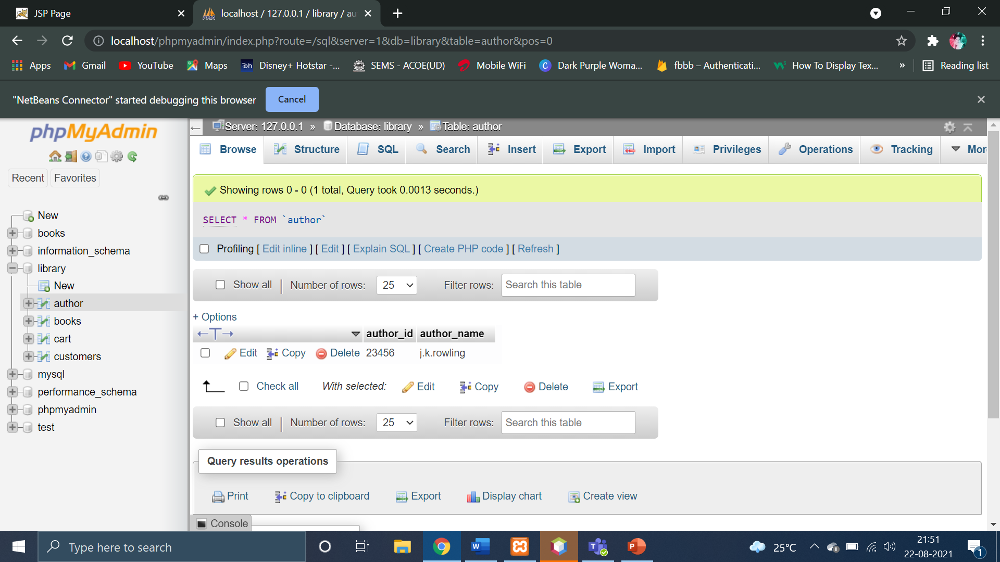 JSP Page
localhost / 127.0.0.1 / library / au
localhost/phpmyadmin/index.php?route=/sql&server=1&db=library&table=author&pos=0
Apps Gmail YouTube Maps Disney+ Hotstar -... SEMS - ACOE(UD) Mobile WiFi Dark Purple Woma... fbbb – Authenticati... How To Display Tex... » Reading list
"NetBeans Connector" started debugging this browser Cancel
phpMyAdmin
Recent Favorites
New
books
information_schema
library
New
author
books
cart
customers
mysql
performance_schema
phpmyadmin
test
Server: 127.0.0.1 » Database: library » Table: author
Browse Structure SQL Search Insert Export Import Privileges Operations Tracking Mor
Showing rows 0 - 0 (1 total, Query took 0.0013 seconds.)
SELECT * FROM `author`
Profiling [ Edit inline ] [ Edit ] [ Explain SQL ] [ Create PHP code ] [ Refresh ]
Show all Number of rows: 25 Filter rows: Search this table
+ Options
←T→ author_id author_name
Edit Copy Delete 23456 j.k.rowling
Check all With selected: Edit Copy Delete Export
Show all Number of rows: 25 Filter rows: Search this table
Query results operations
Print Copy to clipboard Export Display chart Create view
Console
Type here to search
25°C
21:51
22-08-2021
1